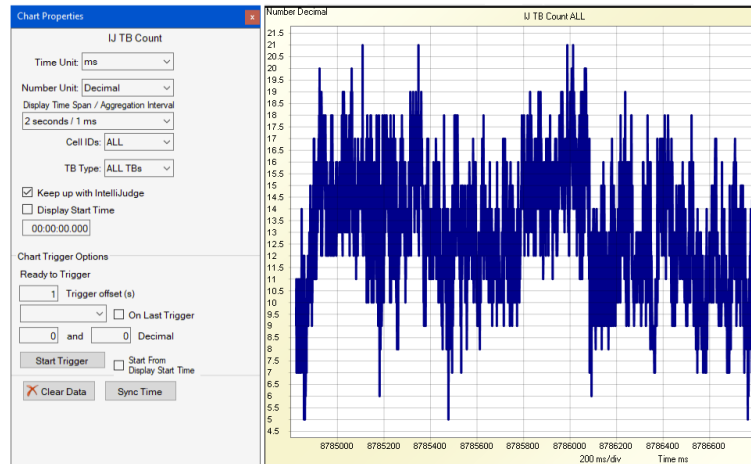 Chart Properties
x
IJ TB Count
Time Unit: ms
Number Unit: Decimal
Display Time Span / Aggregation Interval
2 seconds / 1 ms
Cell IDs: ALL
TB Type: ALL TBs
Keep up with IntelliJudge
Display Start Time
00:00:00.000
Chart Trigger Options
Ready to Trigger
1 Trigger offset (s)
On Last Trigger
0 and 0 Decimal
Start Trigger
Start From
Display Start Time
Clear Data Sync Time
Number Decimal
IJ TB Count ALL
21.5
21
20.5
20
19.5
19
18.5
18
17.5
17
16.5
16
15.5
15
14.5
14
13.5
13
12.5
12
11.5
11
10.5
10
9.5
9
8.5
8
7.5
7
6.5
6
5.5
5
4.5
8785000 8785200 8785400 8785600 8785800 8786000 8786200 8786400 8786600
200 ms/div Time ms